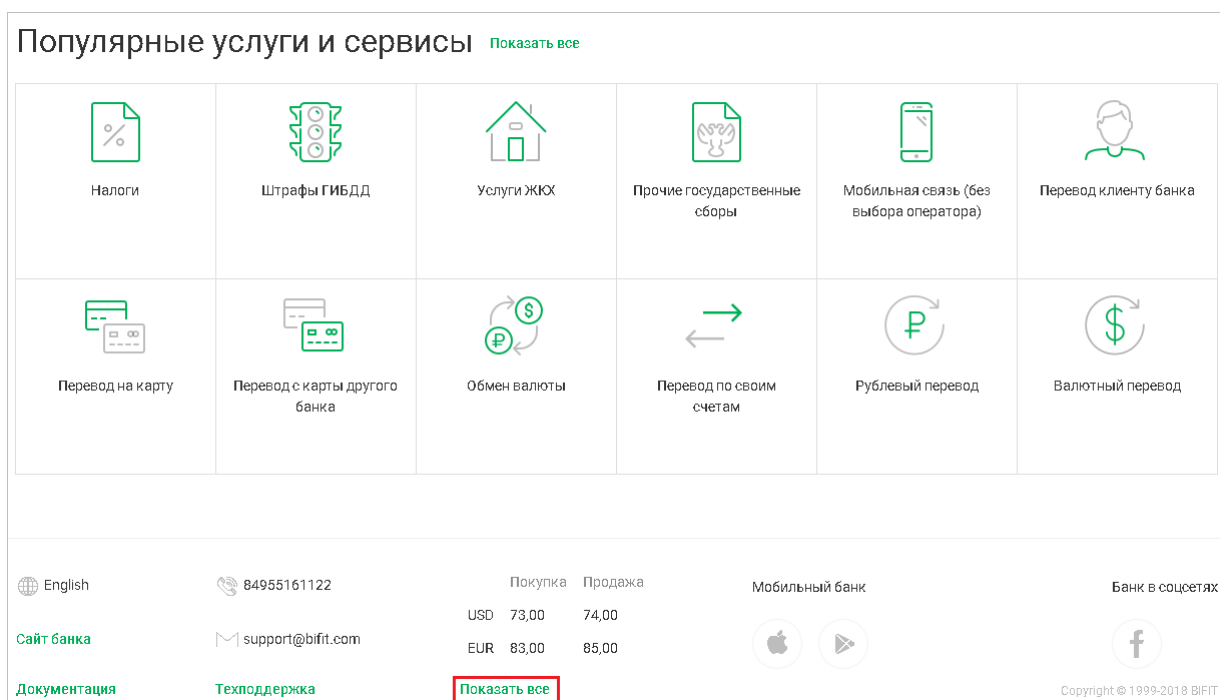 Популярные услуги и сервисы Показать все
Налоги
Штрафы ГИБДД
Услуги ЖКХ
Прочие государственные
сборы
Мобильная связь (без
выбора оператора)
Перевод клиенту банка
Перевод на карту
Перевод с карты другого
банка
Обмен валюты
Перевод по своим
счетам
Рублевый перевод
Валютный перевод
English
84955161122
Покупка Продажа
Мобильный банк
Банк в соцсетях
USD 73,00 74,00
Сайт банка
support@bifit.com
EUR 83,00 85,00
Документация
Техподдержка
Показать все
Copyright © 1999-2018 BIFIT